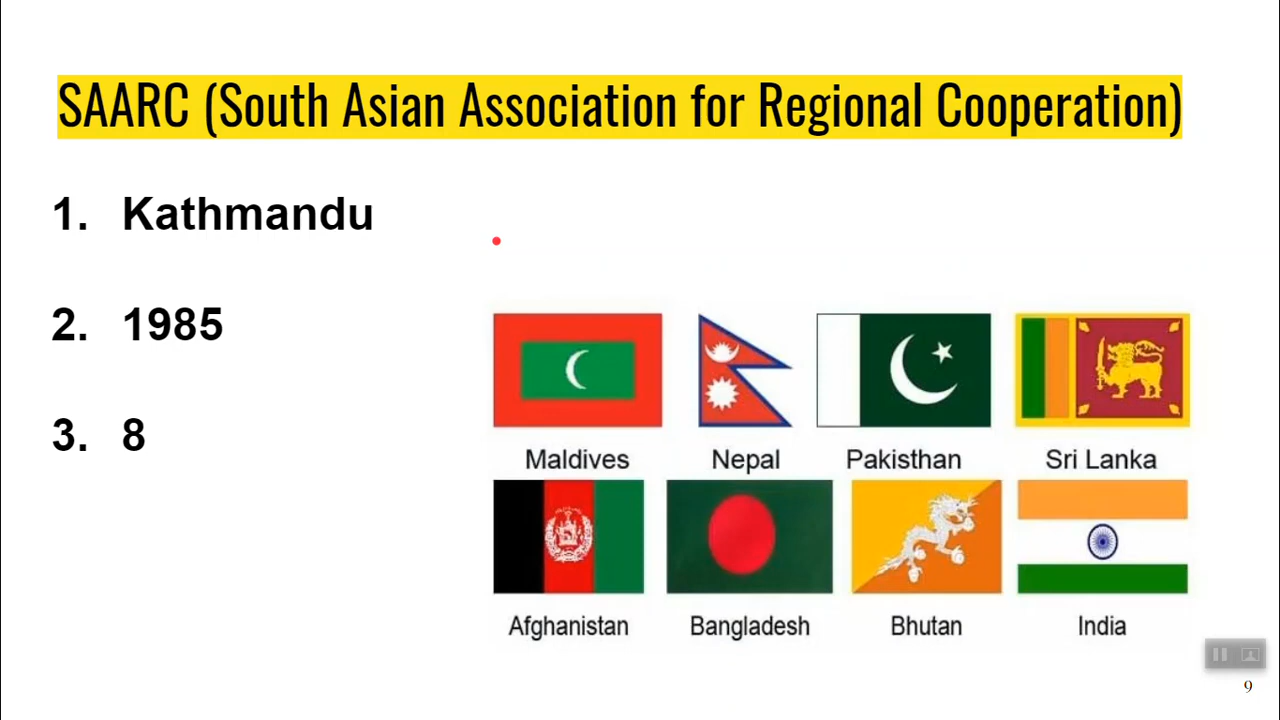 SAARC (South Asian Association for Regional Cooperation)
1. Kathmandu
2. 1985
3. 8
Maldives Nepal Pakisthan Sri Lanka
Afghanistan Bangladesh Bhutan India
9